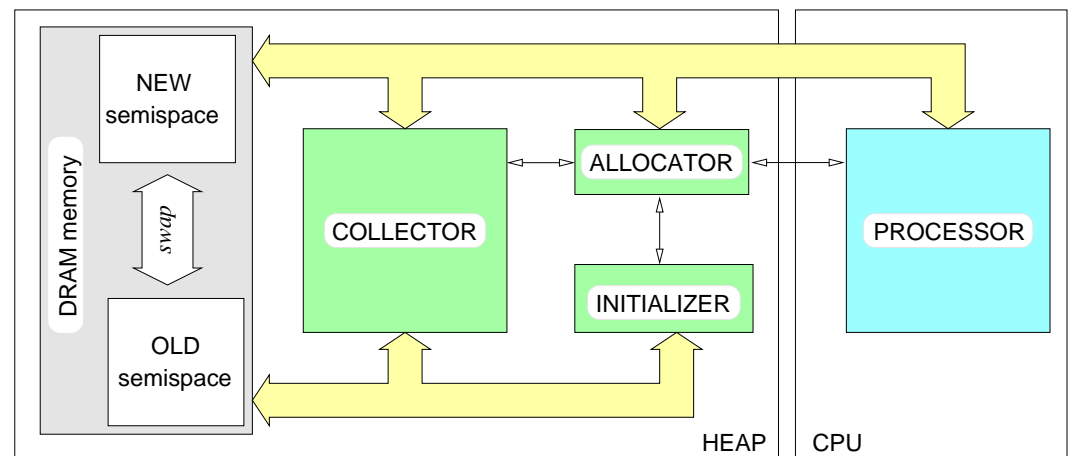 NEW
semispace
DRAM memory
swap
OLD
semispace
COLLECTOR
ALLOCATOR
INITIALIZER
PROCESSOR
HEAP
CPU